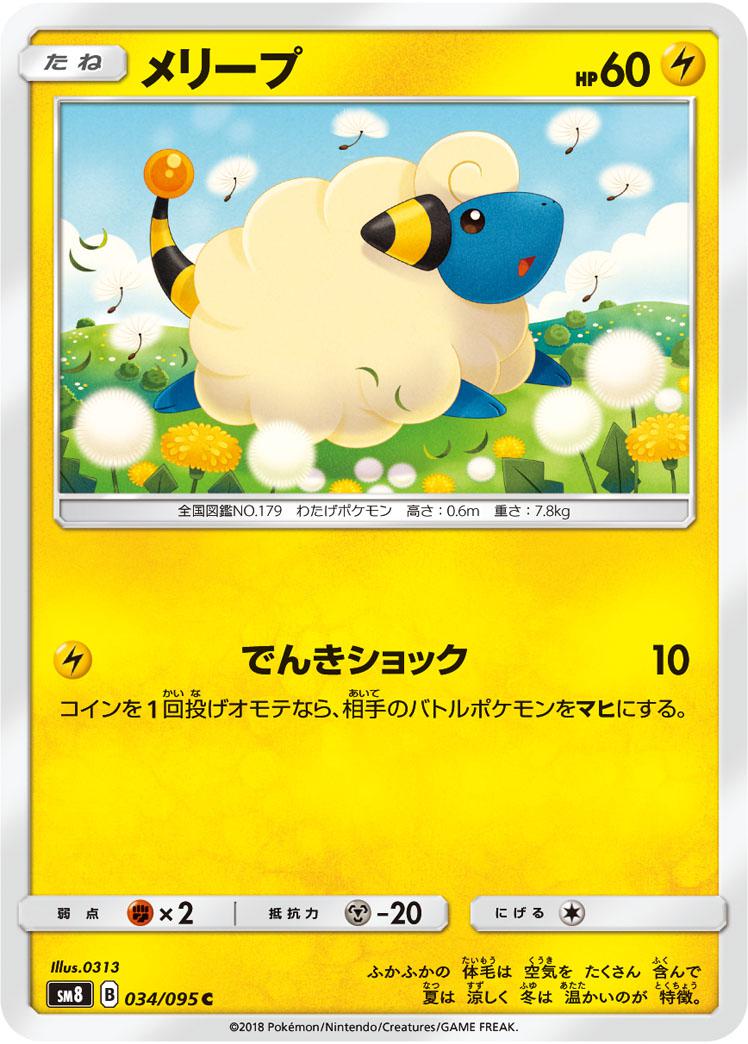 たね メリープ HP60
全国図鑑NO.179 わたげポケモン 高さ:0.6m 重さ:7.8kg
でんきショック 10
コインを1回投げオモテなら、相手のバトルポケモンをマヒにする。
弱点 ×2 抵抗力 -20 にげる
Illus.0313
ふかふかの 体毛は 空気を たくさん 含んで
夏は 涼しく 冬は 温かいのが 特徴。
SM8 B 034/095 C
©2018 Pokémon/Nintendo/Creatures/GAME FREAK.